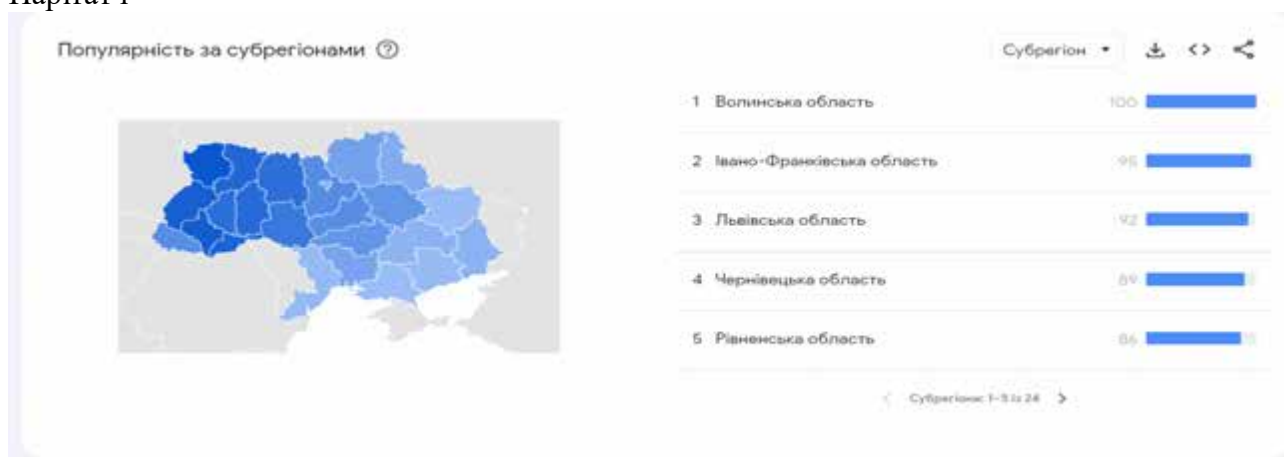 Популярність за субрегіонами
Субрегіон
1 Волинська область 100
2 Івано-Франківська область 95
3 Львівська область 92
4 Чернівецька область 89
5 Рівненська область 86
Субрегіони: 1–5 із 24